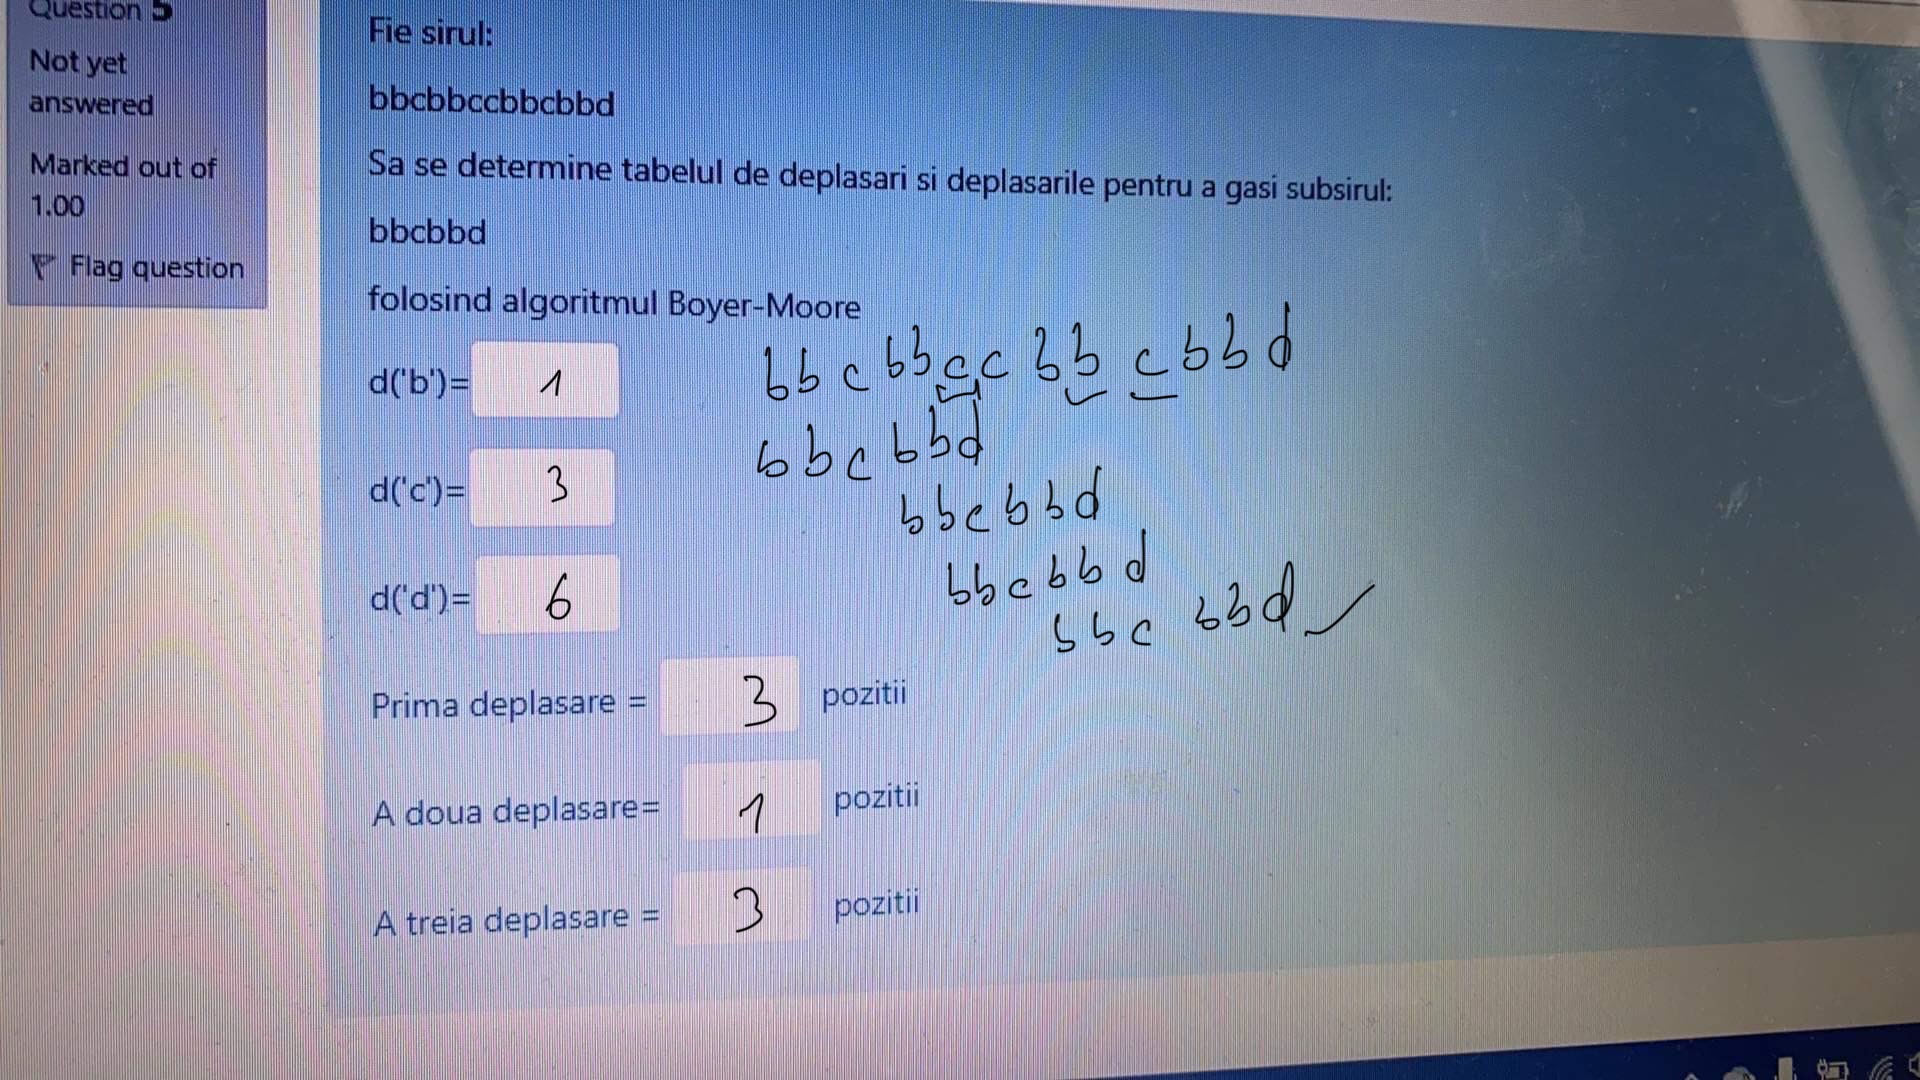 Question 5
Not yet
answered
Marked out of
1.00
Flag question
Fie sirul:
bbcbbccbbcbbd
Sa se determine tabelul de deplasari si deplasarile pentru a gasi subsirul:
bbcbbd
folosind algoritmul Boyer-Moore
bbcbbccbbcbbd
d('b')= 1
bbcbbd
d('c')= 3
bbcbbd
bbcbbd
d('d')= 6
bbcbbd
Prima deplasare = 3 pozitii
A doua deplasare= 1 pozitii
A treia deplasare = 3 pozitii